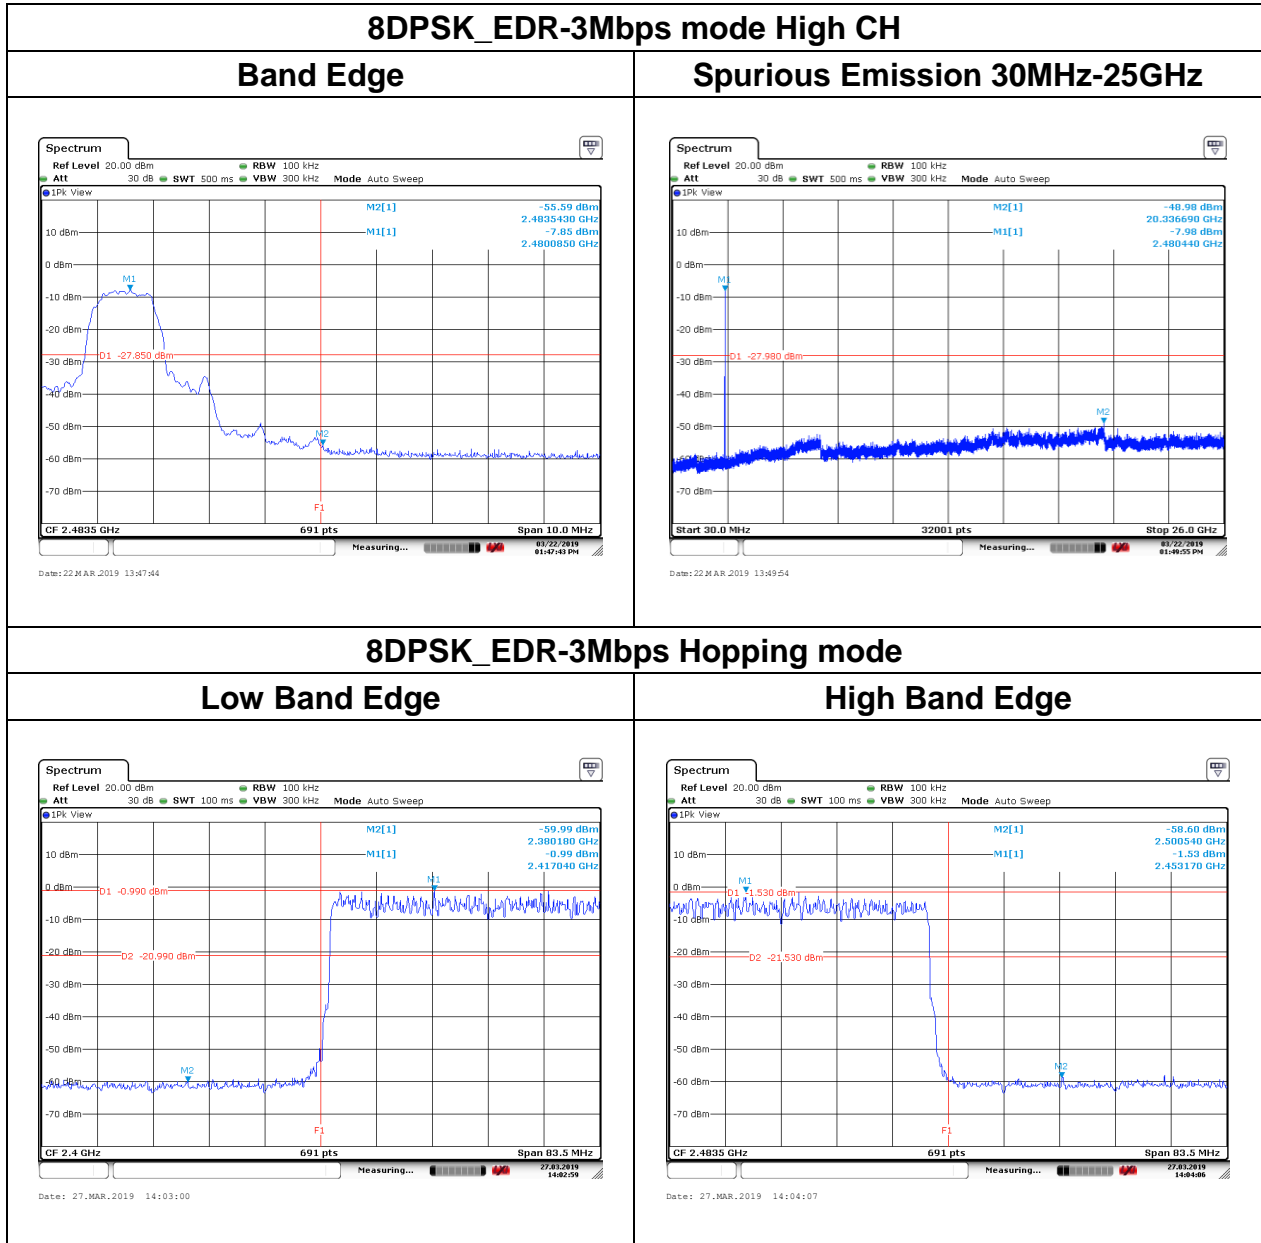 8DPSK_EDR-3Mbps mode High CH
Band Edge
Spurious Emission 30MHz-25GHz
Spectrum
Ref Level 20.00 dBm RBW 100 kHz
Att 30 dB SWT 500 ms VBW 300 kHz Mode Auto Sweep
1Pk View
M2[1] -55.59 dBm
2.4835430 GHz
M1[1] -7.85 dBm
2.4800850 GHz
10 dBm
0 dBm
M1
-10 dBm
-20 dBm
D1 -27.850 dBm
-30 dBm
-40 dBm
-50 dBm
M2
-60 dBm
-70 dBm
F1
CF 2.4835 GHz 691 pts Span 10.0 MHz
Measuring... 03/22/2019
01:47:43 PM
Date:22.MAR.2019 13:47:44
Spectrum
Ref Level 20.00 dBm RBW 100 kHz
Att 30 dB SWT 500 ms VBW 300 kHz Mode Auto Sweep
1Pk View
M2[1] -48.98 dBm
20.336690 GHz
M1[1] -7.98 dBm
2.480440 GHz
10 dBm
0 dBm
M1
-10 dBm
-20 dBm
D1 -27.980 dBm
-30 dBm
-40 dBm
M2
-50 dBm
-60 dBm
-70 dBm
Start 30.0 MHz 32001 pts Stop 26.0 GHz
Measuring... 03/22/2019
01:49:55 PM
Date:22.MAR.2019 13:49:54
8DPSK_EDR-3Mbps Hopping mode
Low Band Edge
High Band Edge
Spectrum
Ref Level 20.00 dBm RBW 100 kHz
Att 30 dB SWT 100 ms VBW 300 kHz Mode Auto Sweep
1Pk View
M2[1] -59.99 dBm
2.380180 GHz
M1[1] -0.99 dBm
2.417040 GHz
10 dBm
M1
0 dBm
D1 -0.990 dBm
-10 dBm
-20 dBm
D2 -20.990 dBm
-30 dBm
-40 dBm
-50 dBm
M2
-60 dBm
-70 dBm
F1
CF 2.4 GHz 691 pts Span 83.5 MHz
Measuring... 27.03.2019
14:02:59
Date: 27.MAR.2019 14:03:00
Spectrum
Ref Level 20.00 dBm RBW 100 kHz
Att 30 dB SWT 100 ms VBW 300 kHz Mode Auto Sweep
1Pk View
M2[1] -58.60 dBm
2.500540 GHz
M1[1] -1.53 dBm
2.453170 GHz
10 dBm
M1
0 dBm
D1 -1.530 dBm
-10 dBm
-20 dBm
D2 -21.530 dBm
-30 dBm
-40 dBm
-50 dBm
M2
-60 dBm
-70 dBm
F1
CF 2.4835 GHz 691 pts Span 83.5 MHz
Measuring... 27.03.2019
14:04:06
Date: 27.MAR.2019 14:04:07